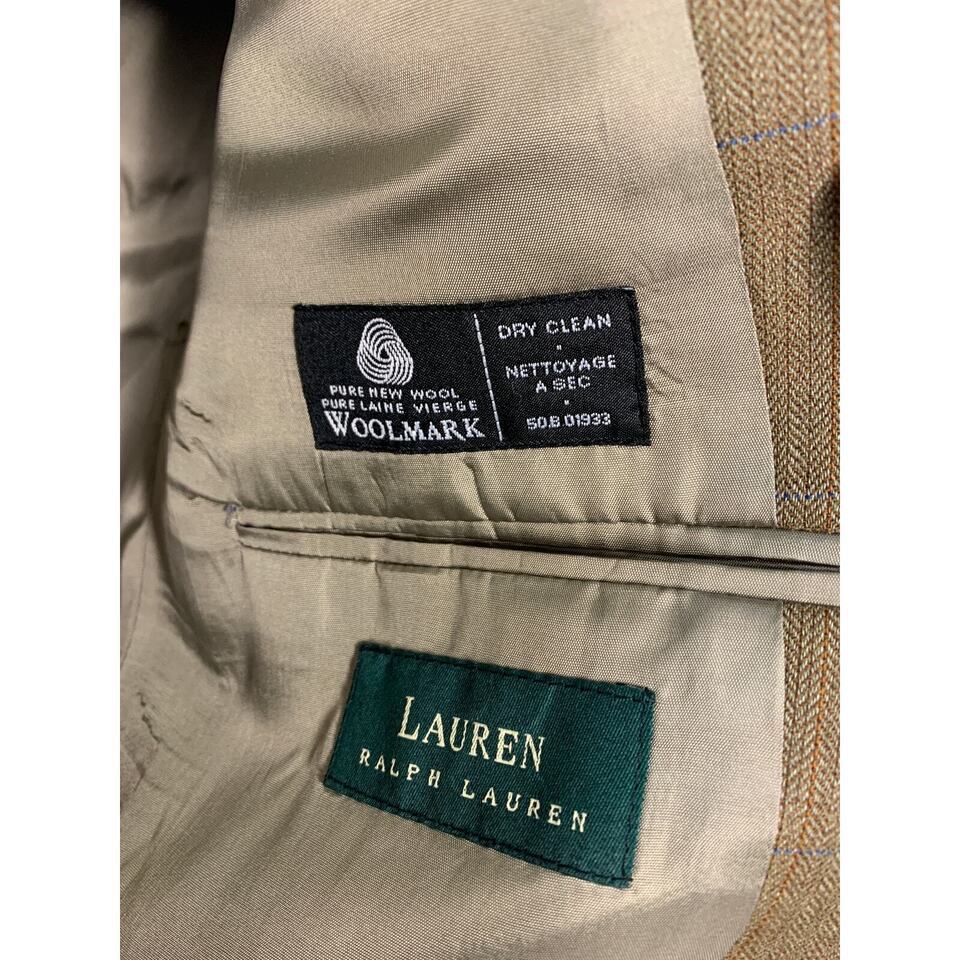 PURE NEW WOOL
PURE LAINE VIERGE
WOOLMARK
DRY CLEAN
·
NETTOYAGE
A SEC
·
50.B.01933
LAUREN
RALPH LAUREN